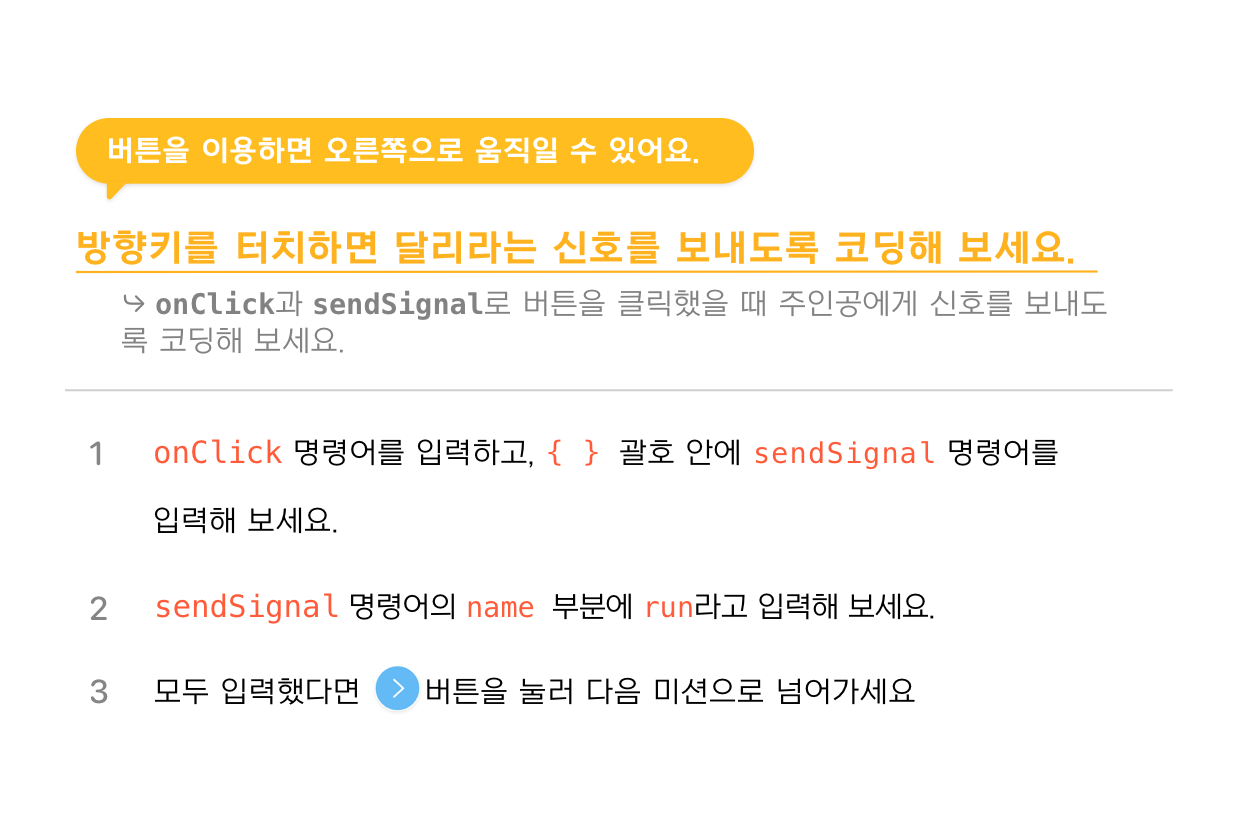 버튼을 이용하면 오른쪽으로 움직일 수 있어요.
방향키를 터치하면 달리라는 신호를 보내도록 코딩해 보세요.
↪ onClick과 sendSignal로 버튼을 클릭했을 때 주인공에게 신호를 보내도
록 코딩해 보세요.
1 onClick 명령어를 입력하고, { } 괄호 안에 sendSignal 명령어를
입력해 보세요.
2 sendSignal 명령어의 name 부분에 run라고 입력해 보세요.
3 모두 입력했다면 > 버튼을 눌러 다음 미션으로 넘어가세요